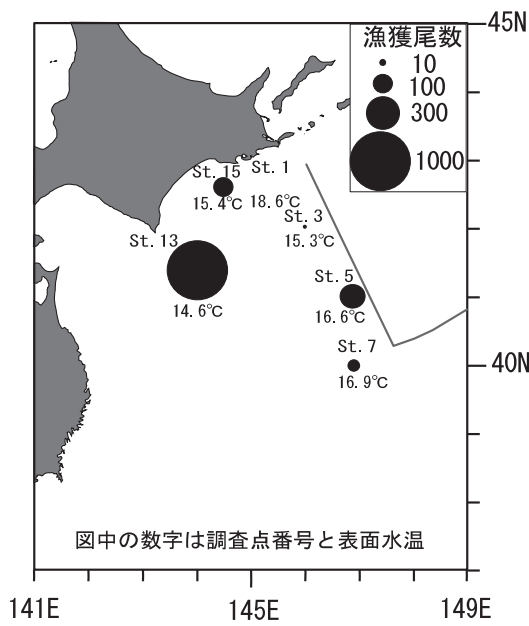 45N
漁獲尾数
10
100
300
1000
St. 15
St. 1
15.4℃
18.6℃
St. 3
15.3℃
St. 13
14.6℃
St. 5
16.6℃
St. 7
16.9℃
40N
図中の数字は調査点番号と表面水温
141E
145E
149E